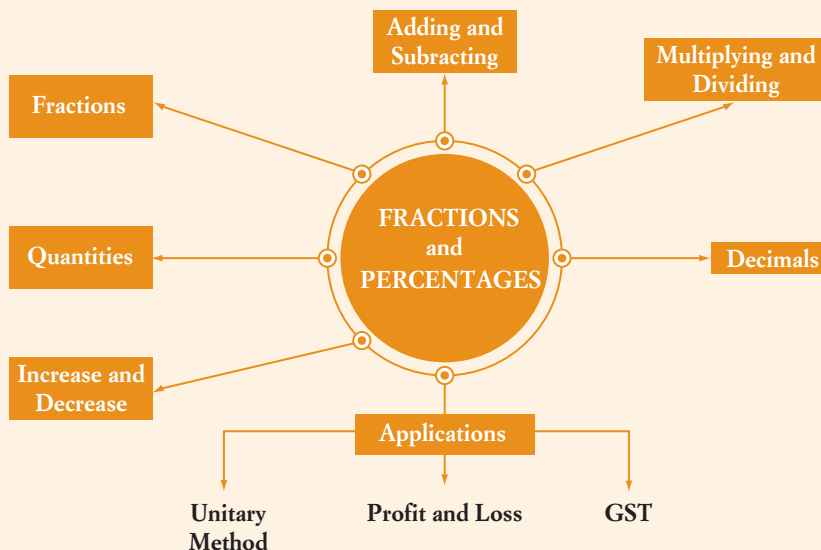 Adding and
Subracting
Multiplying and
Dividing
Fractions
FRACTIONS
and
PERCENTAGES
Quantities
Decimals
Increase and
Decrease
Applications
Unitary
Method
Profit and Loss
GST